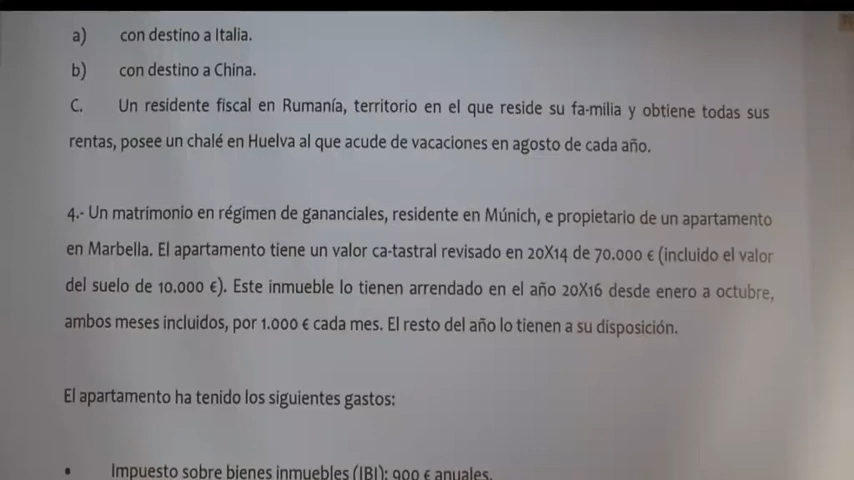 a) con destino a Italia.
b) con destino a China.
C. Un residente fiscal en Rumanía, territorio en el que reside su fa-milia y obtiene todas sus
rentas, posee un chalé en Huelva al que acude de vacaciones en agosto de cada año.
4.- Un matrimonio en régimen de gananciales, residente en Múnich, e propietario de un apartamento
en Marbella. El apartamento tiene un valor ca-tastral revisado en 20X14 de 70.000 € (incluido el valor
del suelo de 10.000 €). Este inmueble lo tienen arrendado en el año 20X16 desde enero a octubre,
ambos meses incluidos, por 1.000 € cada mes. El resto del año lo tienen a su disposición.
El apartamento ha tenido los siguientes gastos:
• Impuesto sobre bienes inmuebles (IBI): 900 € anuales.